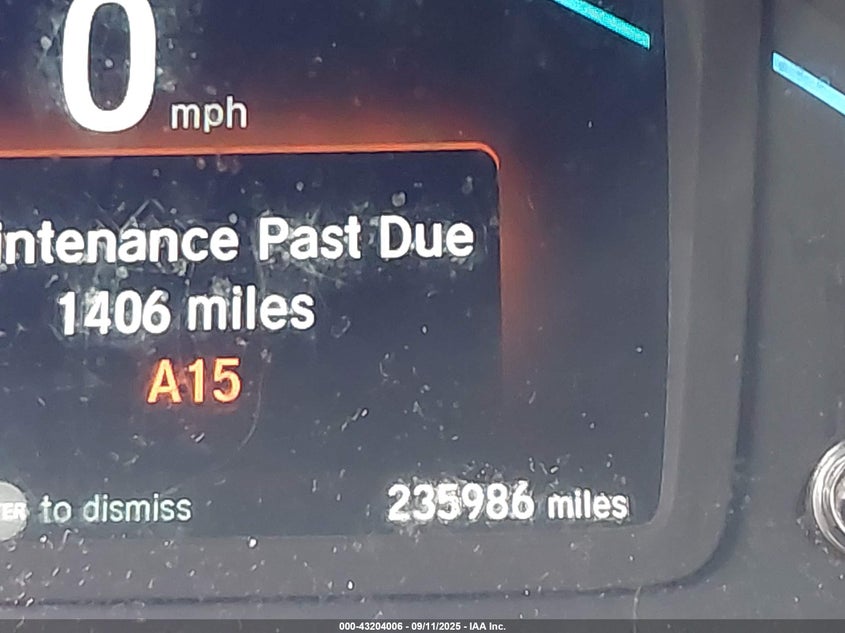 0 mph
intenance Past Due
1406 miles
A15
ER to dismiss
235986 miles
000-43204006 - 09/11/2025 - IAA Inc.